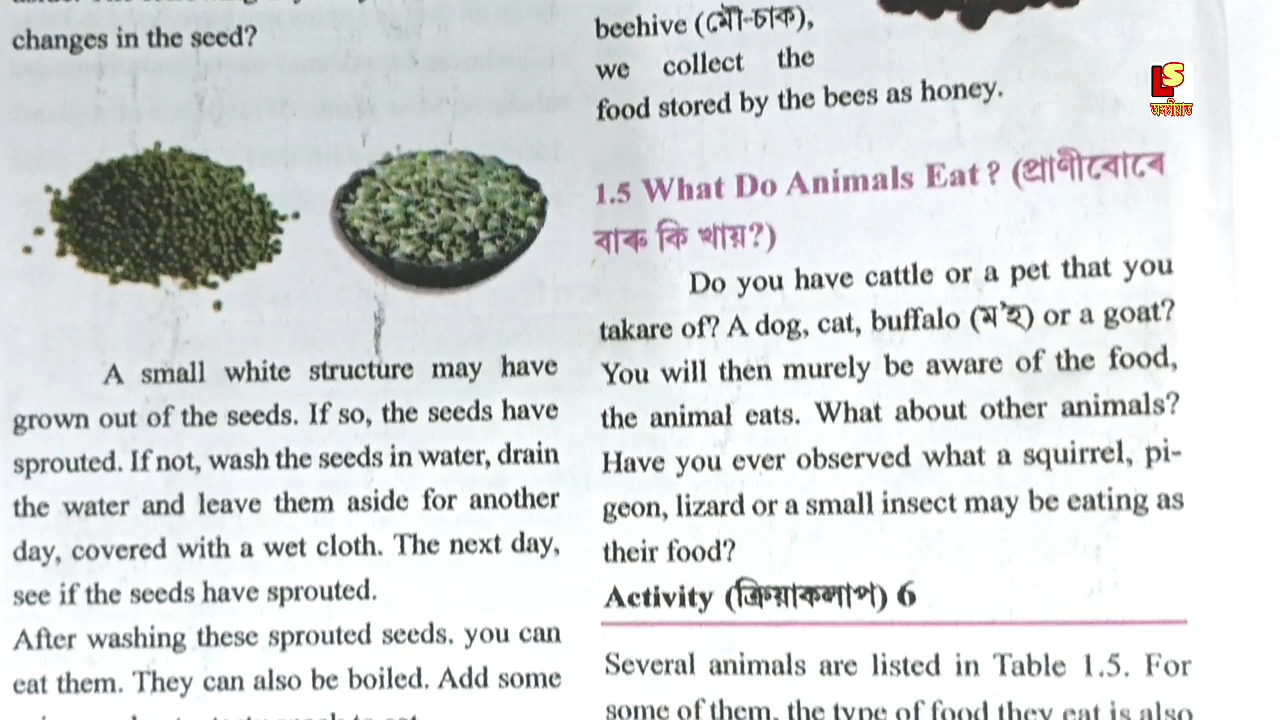 changes in the seed?
A small white structure may have
grown out of the seeds. If so, the seeds have
sprouted. If not, wash the seeds in water, drain
the water and leave them aside for another
day, covered with a wet cloth. The next day,
see if the seeds have sprouted.
After washing these sprouted seeds. you can
eat them. They can also be boiled. Add some
beehive (মৌ-চাক),
we collect the
food stored by the bees as honey.
1.5 What Do Animals Eat? (প্ৰাণীবোৰে
বাৰু কি খায়?)
Do you have cattle or a pet that you
takare of? A dog, cat, buffalo (ম'হ) or a goat?
You will then murely be aware of the food,
the animal eats. What about other animals?
Have you ever observed what a squirrel, pi-
geon, lizard or a small insect may be eating as
their food?
Activity (ক্ৰিয়াকলাপ) 6
Several animals are listed in Table 1.5. For
some of them, the type of food they eat is also
LS